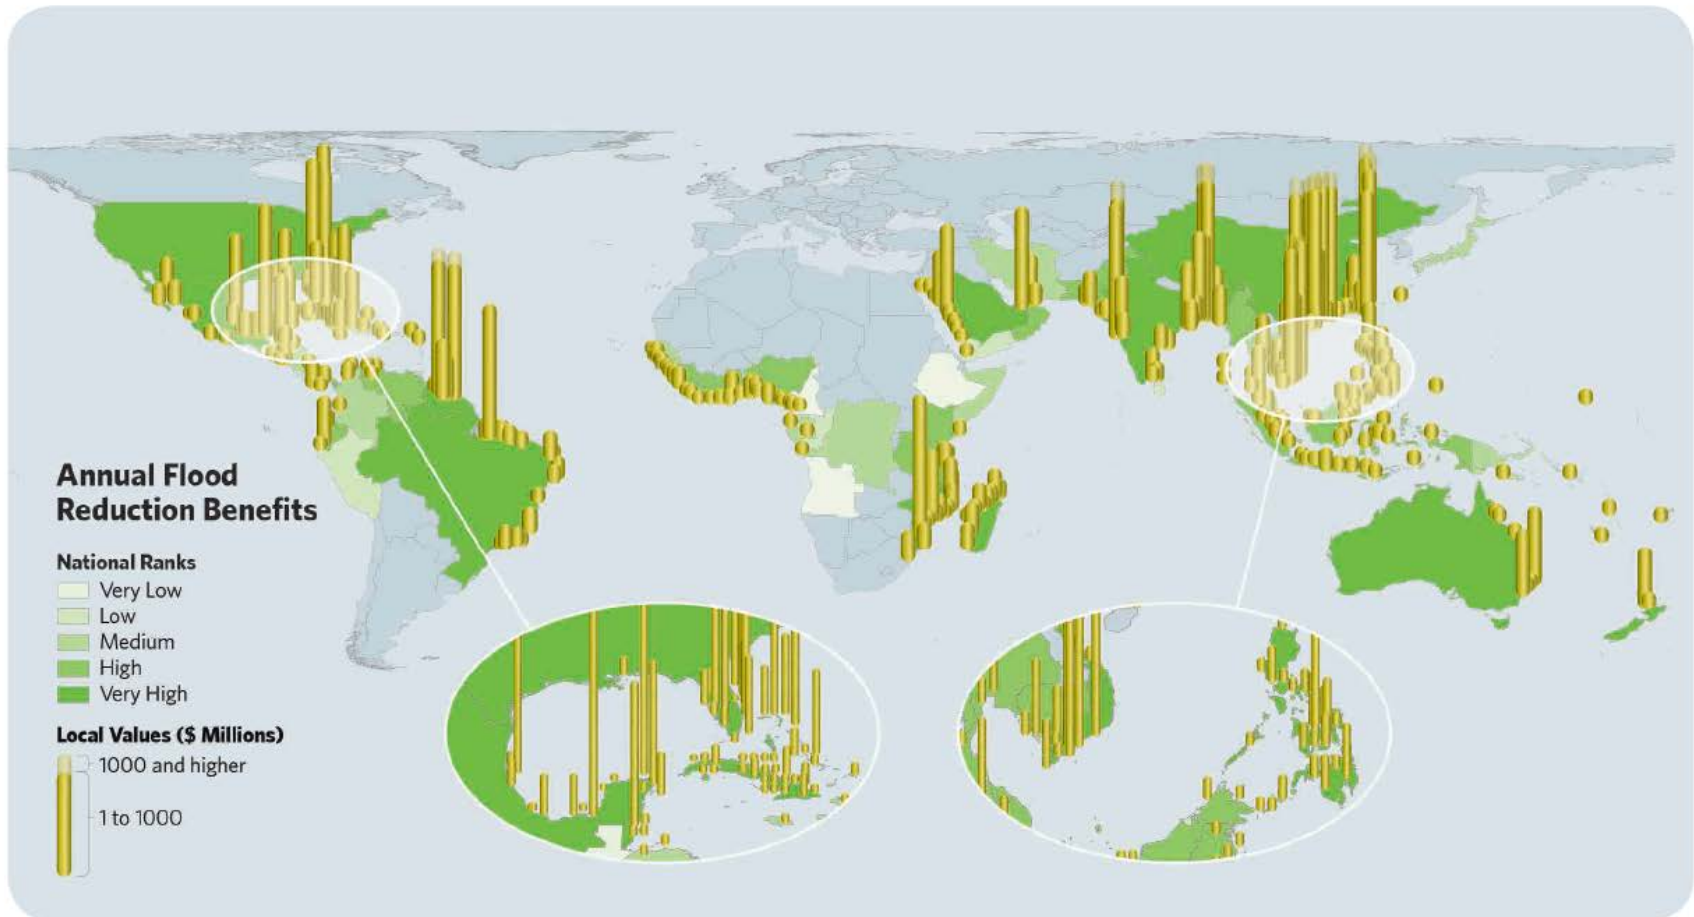 Annual Flood
Reduction Benefits
National Ranks
Very Low
Low
Medium
High
Very High
Local Values ($ Millions)
1000 and higher
1 to 1000